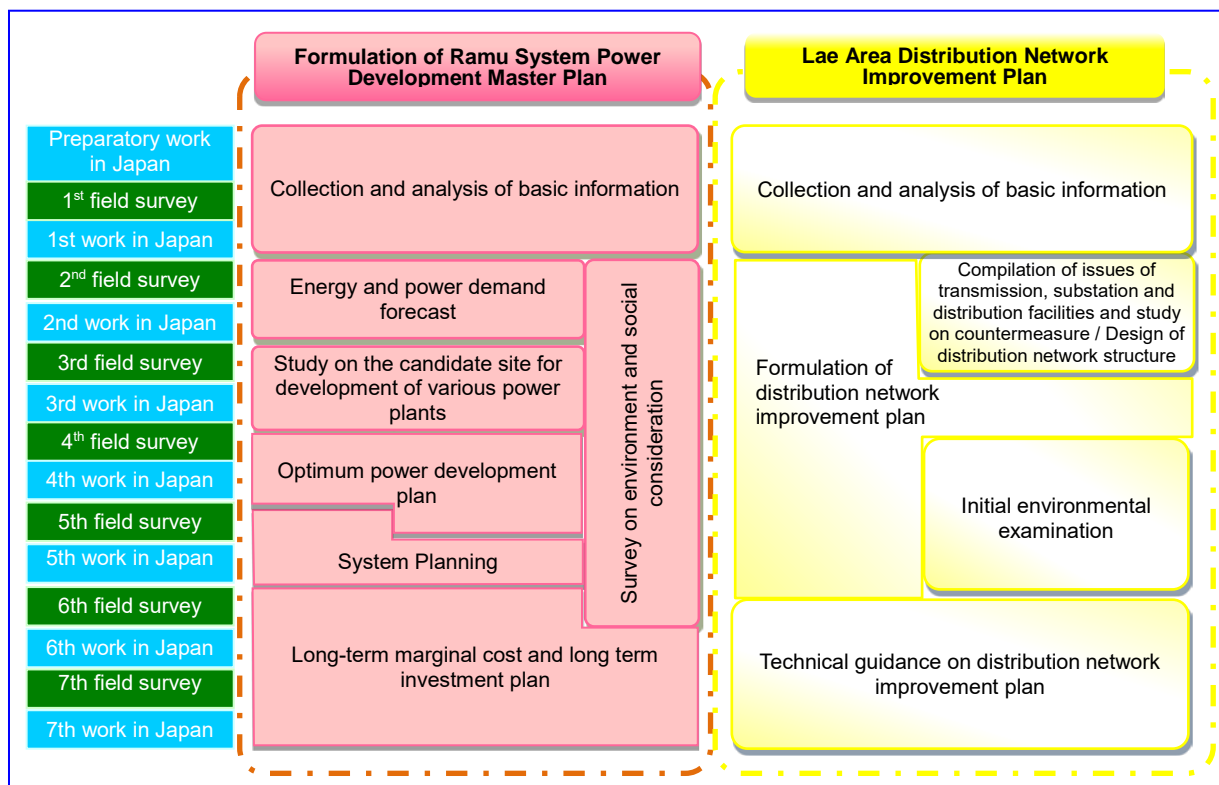 Formulation of Ramu System Power
Development Master Plan
Lae Area Distribution Network
Improvement Plan
Preparatory work
in Japan
1st field survey
1st work in Japan
2nd field survey
2nd work in Japan
3rd field survey
3rd work in Japan
4th field survey
4th work in Japan
5th field survey
5th work in Japan
6th field survey
6th work in Japan
7th field survey
7th work in Japan
Collection and analysis of basic information
Energy and power demand
forecast
Study on the candidate site for
development of various power
plants
Optimum power development
plan
System Planning
Survey on environment and social
consideration
Long-term marginal cost and long term
investment plan
Collection and analysis of basic information
Compilation of issues of
transmission, substation and
distribution facilities and study
on countermeasure / Design of
distribution network structure
Formulation of
distribution network
improvement plan
Initial environmental
examination
Technical guidance on distribution network
improvement plan